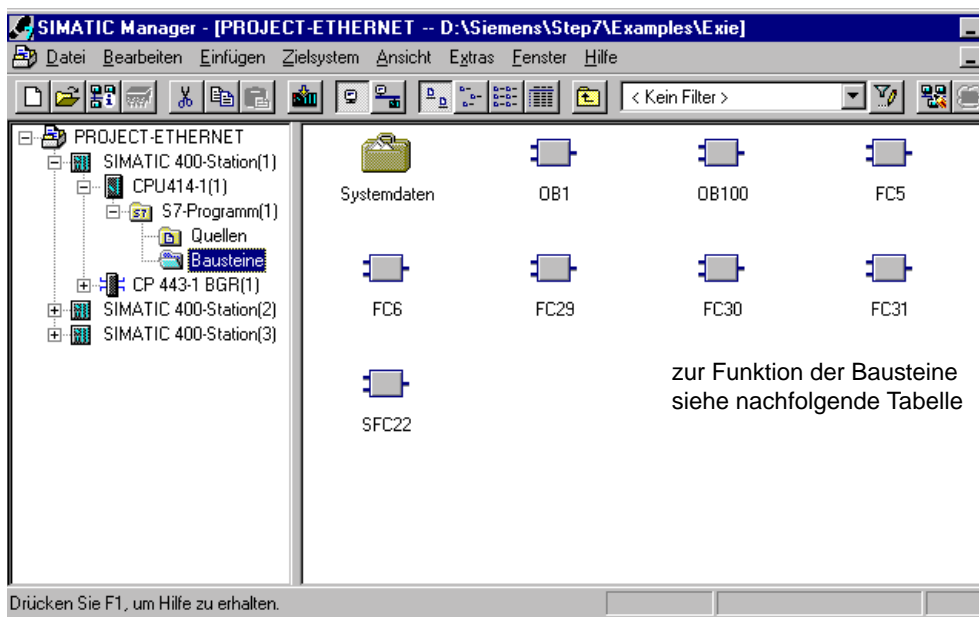 SIMATIC Manager - [PROJECT-ETHERNET -- D:\Siemens\Step7\Examples\Exie]
Datei Bearbeiten Einfügen Zielsystem Ansicht Extras Fenster Hilfe
< Kein Filter >
PROJECT-ETHERNET
SIMATIC 400-Station(1)
CPU414-1(1)
S7-Programm(1)
Quellen
Bausteine
CP 443-1 BGR(1)
SIMATIC 400-Station(2)
SIMATIC 400-Station(3)
Systemdaten OB1 OB100 FC5
FC6 FC29 FC30 FC31
SFC22
zur Funktion der Bausteine
siehe nachfolgende Tabelle
Drücken Sie F1, um Hilfe zu erhalten.